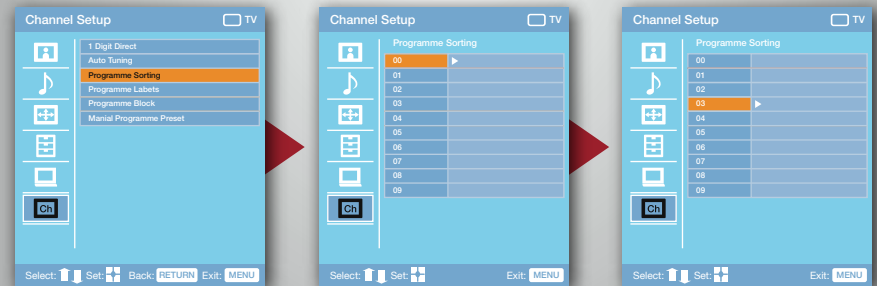 Channel Setup TV
1 Digit Direct
Auto Tuning
Programme Sorting
Programme Labels
Programme Block
Manial Programme Preset
Ch
Select: Set: Back: RETURN Exit: MENU
Channel Setup TV
Programme Sorting
00
01
02
03
04
05
06
07
08
09
Ch
Select: Set: Exit: MENU
Channel Setup TV
Programme Sorting
00
01
02
03
04
05
06
07
08
09
Ch
Select: Set: Exit: MENU